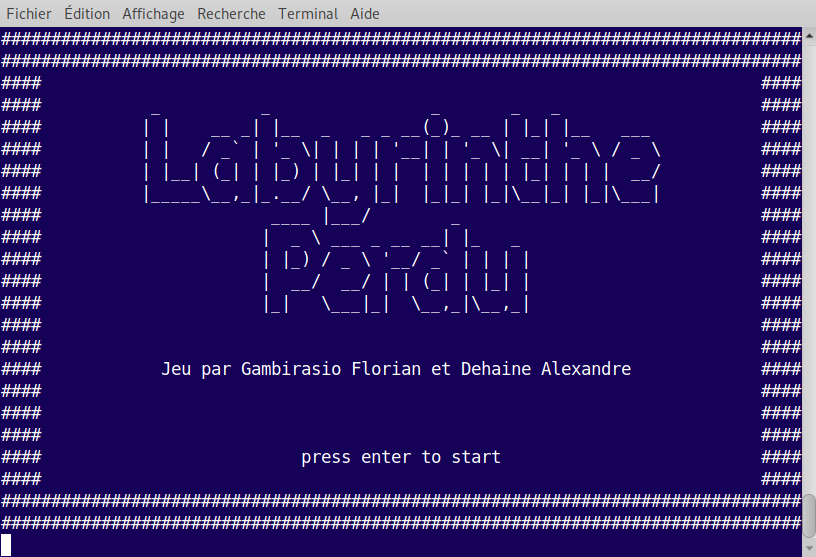 Fichier Édition Affichage Recherche Terminal Aide
Labyrinthe
Perdu
Jeu par Gambirasio Florian et Dehaine Alexandre
press enter to start